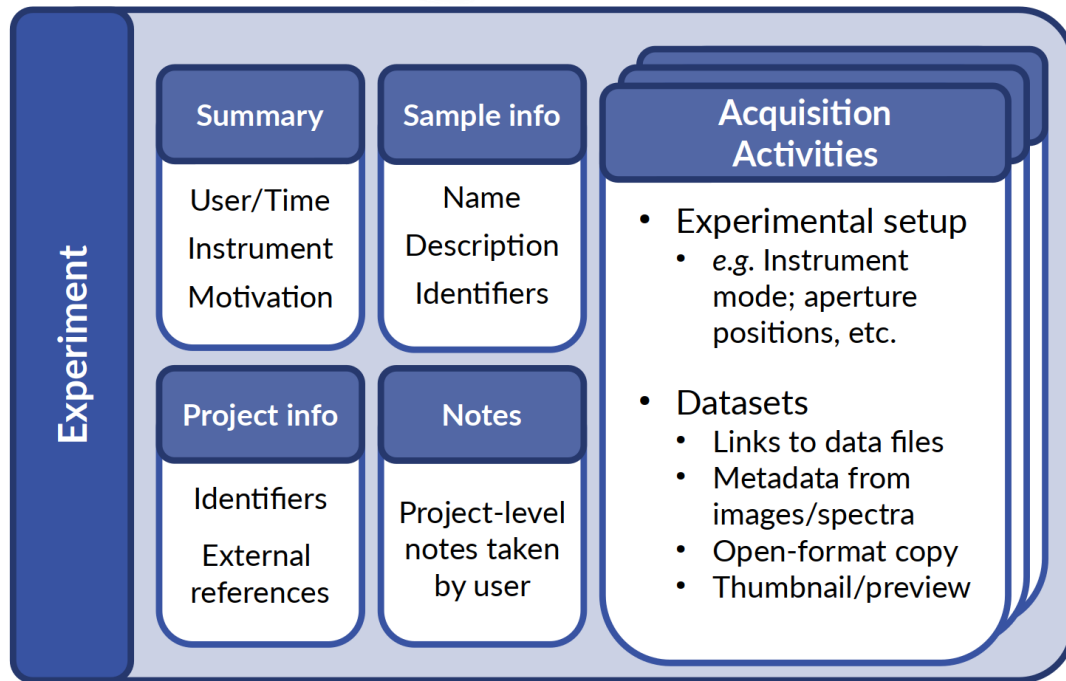 Experiment
Summary
User/Time
Instrument
Motivation
Sample info
Name
Description
Identifiers
Project info
Identifiers
External
references
Notes
Project-level
notes taken
by user
Acquisition
Activities
• Experimental setup
• e.g. Instrument
mode; aperture
positions, etc.
• Datasets
• Links to data files
• Metadata from
images/spectra
• Open-format copy
• Thumbnail/preview